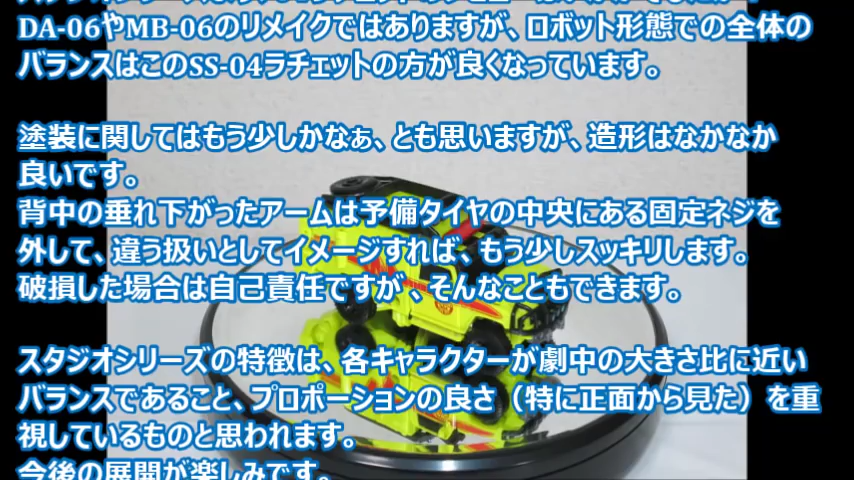 DA-06やMB-06のリメイクではありますが、ロボット形態での全体の
バランスはこのSS-04ラチェットの方が良くなっています。
塗装に関してはもう少しかなぁ、とも思いますが、造形はなかなか
良いです。
背中の垂れ下がったアームは予備タイヤの中央にある固定ネジを
外して、違う扱いとしてイメージすれば、もう少しスッキリします。
破損した場合は自己責任ですが、そんなこともできます。
スタジオシリーズの特徴は、各キャラクターが劇中の大きさ比に近い
バランスであること、プロポーションの良さ（特に正面から見た）を重
視しているものと思われます。
今後の展開が楽しみです。